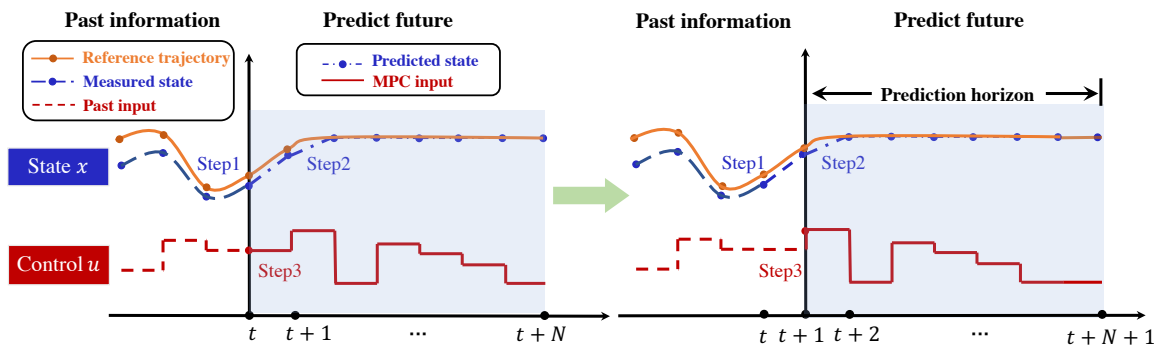 Past information
Predict future
Reference trajectory
Measured state
Past input
Predicted state
MPC input
State x
Step1
Step2
Control u
Step3
t
t + 1
...
t + N
Past information
Predict future
Prediction horizon
Step1
Step2
Step3
t
t + 1
t + 2
...
t + N + 1